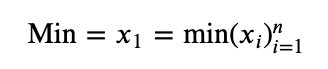 Min = x₁ = min(xᵢ)ⁿᵢ₌₁